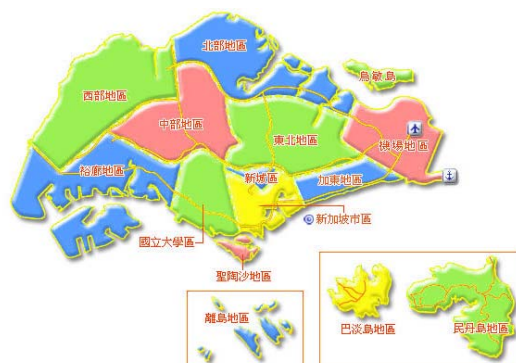 北部地區
烏敏島
西部地區
中部地區
東北地區
機場地區
裕廊地區
加東地區
新加坡市區
國立大學區
聖陶沙地區
離島地區
巴淡島地區
民丹島地區